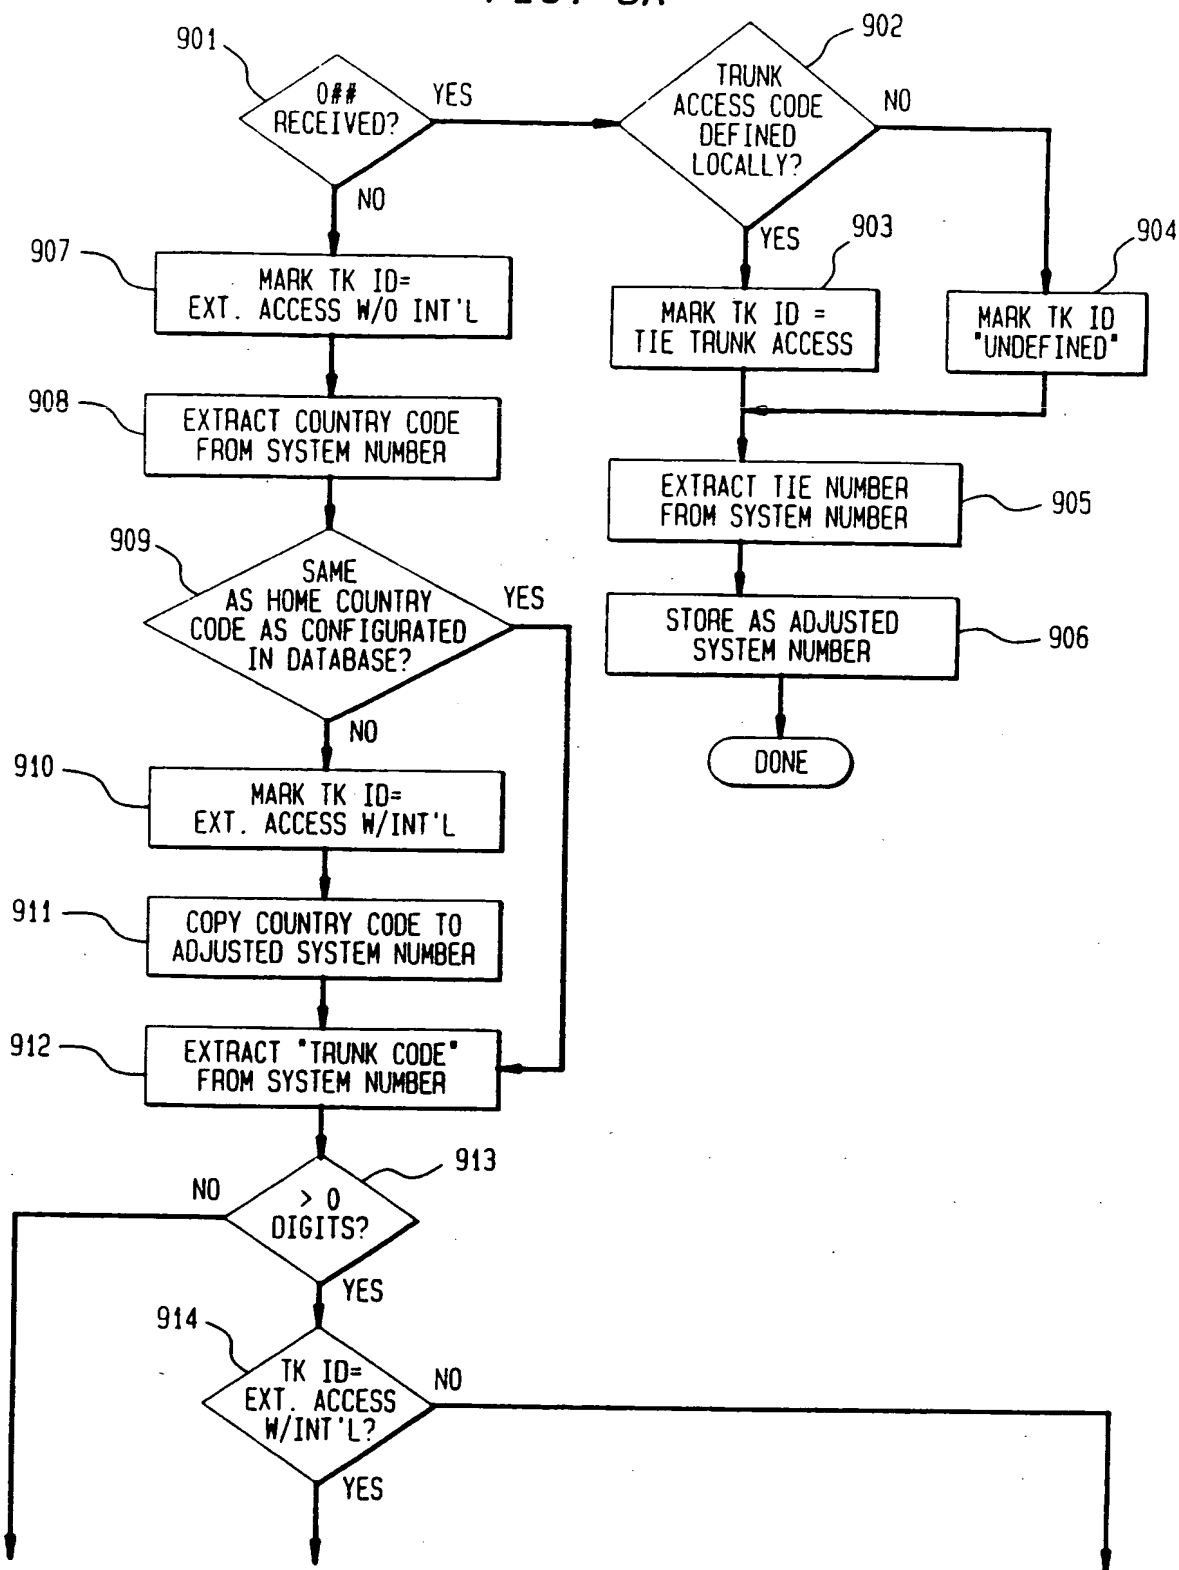 901
0##
RECEIVED?
YES
NO
902
TRUNK
ACCESS CODE
DEFINED
LOCALLY?
NO
YES
903
MARK TK ID =
TIE TRUNK ACCESS
904
MARK TK ID
"UNDEFINED"
905
EXTRACT TIE NUMBER
FROM SYSTEM NUMBER
906
STORE AS ADJUSTED
SYSTEM NUMBER
DONE
907
MARK TK ID=
EXT. ACCESS W/O INT'L
908
EXTRACT COUNTRY CODE
FROM SYSTEM NUMBER
909
SAME
AS HOME COUNTRY
CODE AS CONFIGURATED
IN DATABASE?
YES
NO
910
MARK TK ID=
EXT. ACCESS W/INT'L
911
COPY COUNTRY CODE TO
ADJUSTED SYSTEM NUMBER
912
EXTRACT "TRUNK CODE"
FROM SYSTEM NUMBER
913
> 0
DIGITS?
NO
YES
914
TK ID=
EXT. ACCESS
W/INT'L?
NO
YES